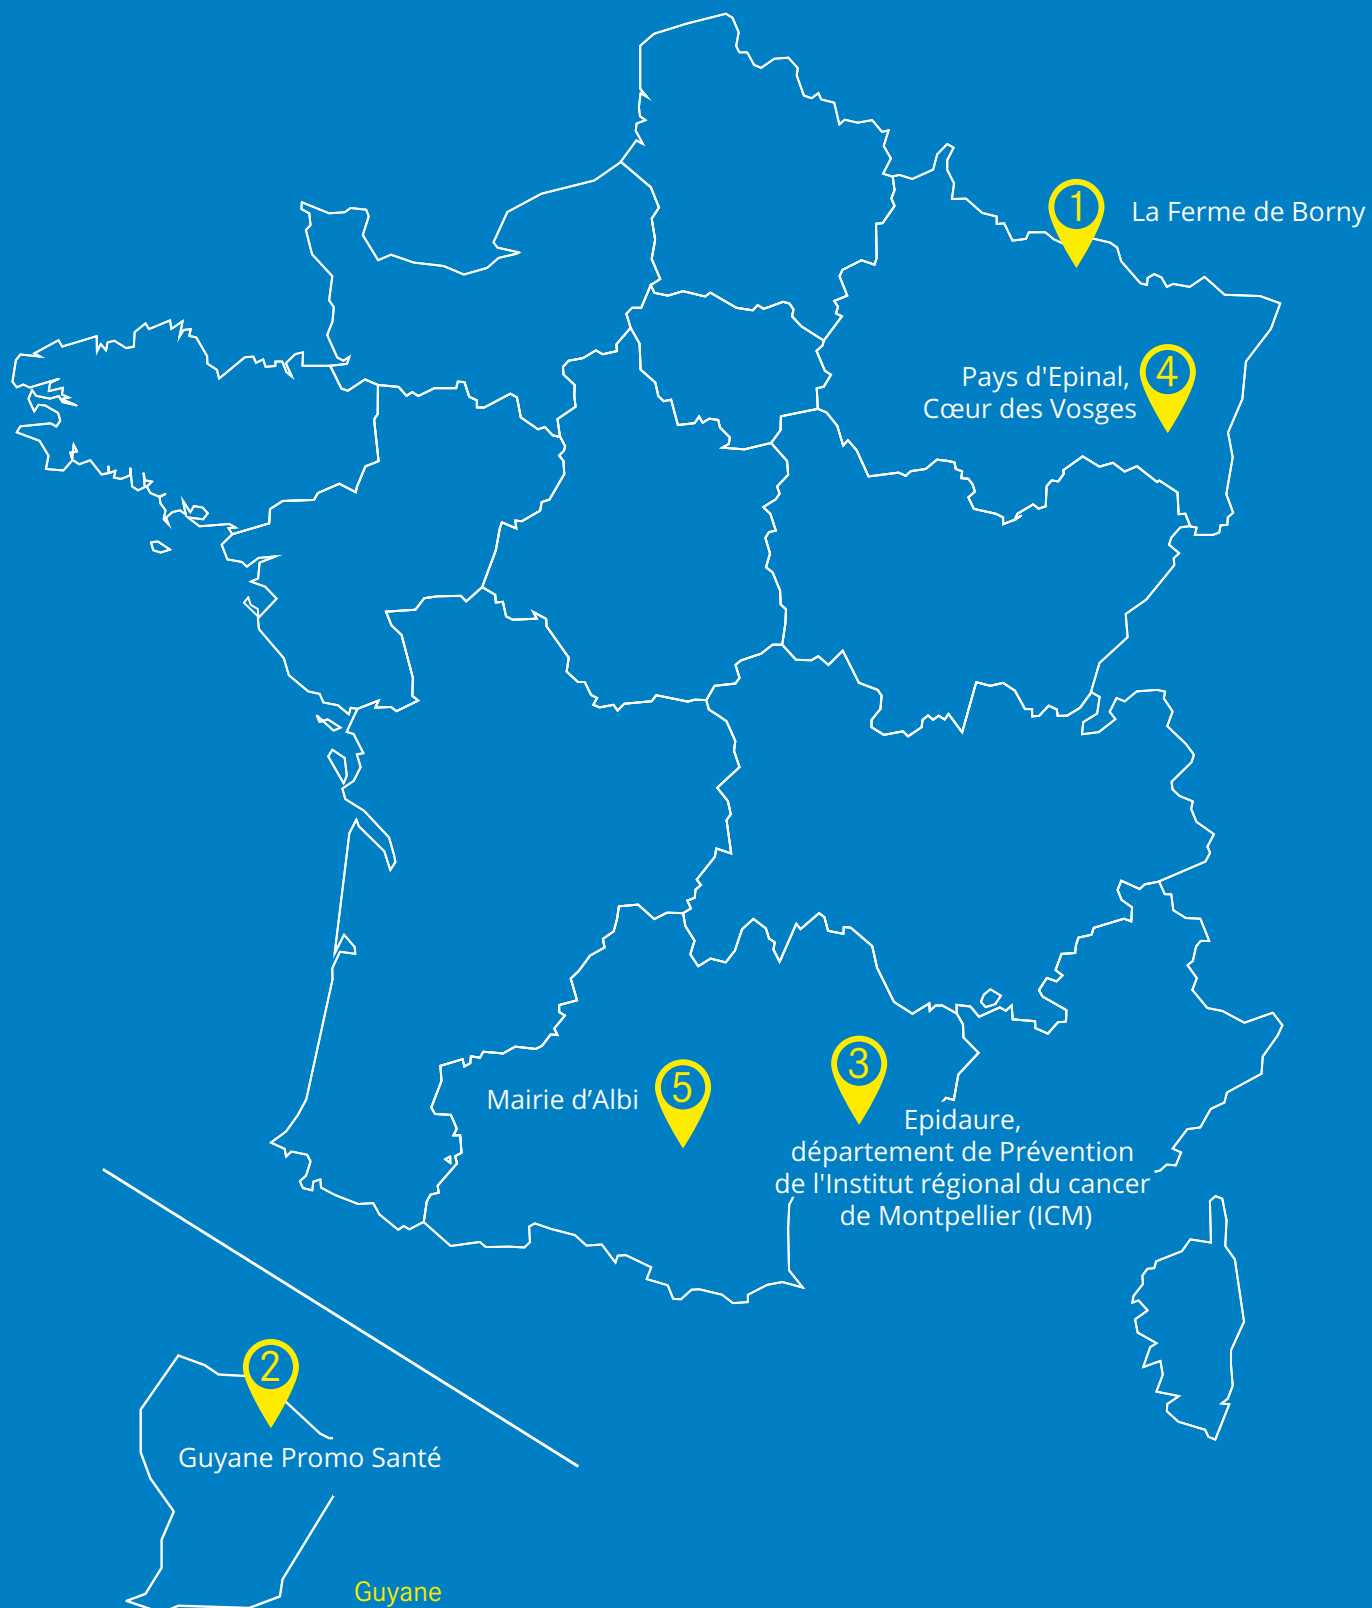 1
La Ferme de Borny
4
Pays d'Epinal,
Cœur des Vosges
3
5
Mairie d’Albi
Epidaure,
département de Prévention
de l'Institut régional du cancer
de Montpellier (ICM)
2
Guyane Promo Santé
Guyane